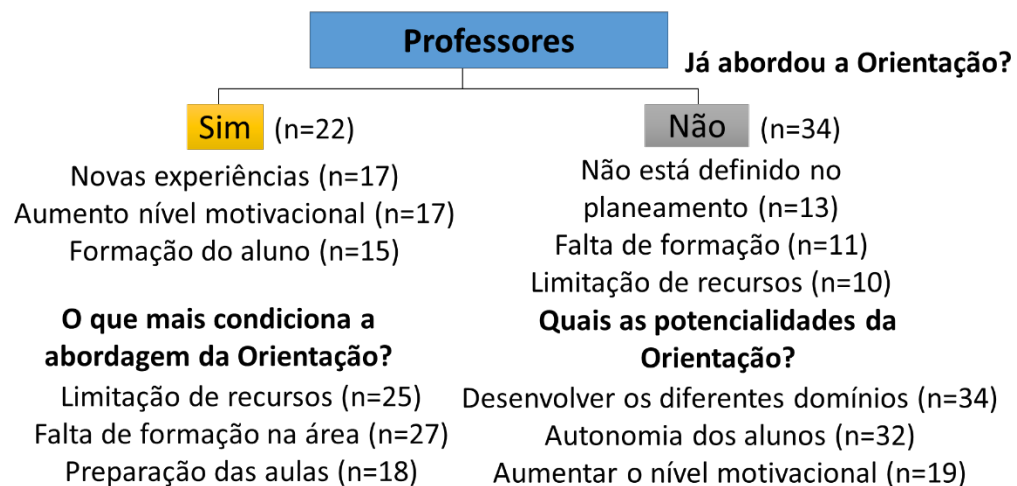 Professores
Já abordou a Orientação?
Sim (n=22)
Novas experiências (n=17)
Aumento nível motivacional (n=17)
Formação do aluno (n=15)
Não (n=34)
Não está definido no
planeamento (n=13)
Falta de formação (n=11)
Limitação de recursos (n=10)
O que mais condiciona a
abordagem da Orientação?
Limitação de recursos (n=25)
Falta de formação na área (n=27)
Preparação das aulas (n=18)
Quais as potencialidades da
Orientação?
Desenvolver os diferentes domínios (n=34)
Autonomia dos alunos (n=32)
Aumentar o nível motivacional (n=19)